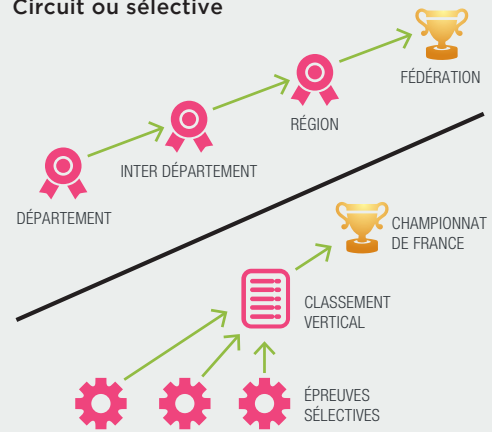 Circuit ou sélective
FÉDÉRATION
RÉGION
INTER DÉPARTEMENT
DÉPARTEMENT
CHAMPIONNAT
DE FRANCE
CLASSEMENT
VERTICAL
ÉPREUVES
SÉLECTIVES